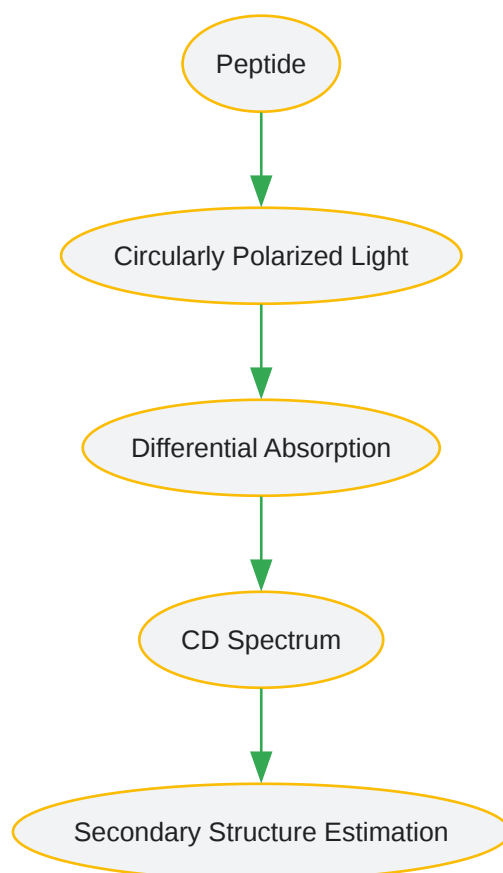 Peptide
Circularly Polarized Light
Differential Absorption
CD Spectrum
Secondary Structure Estimation